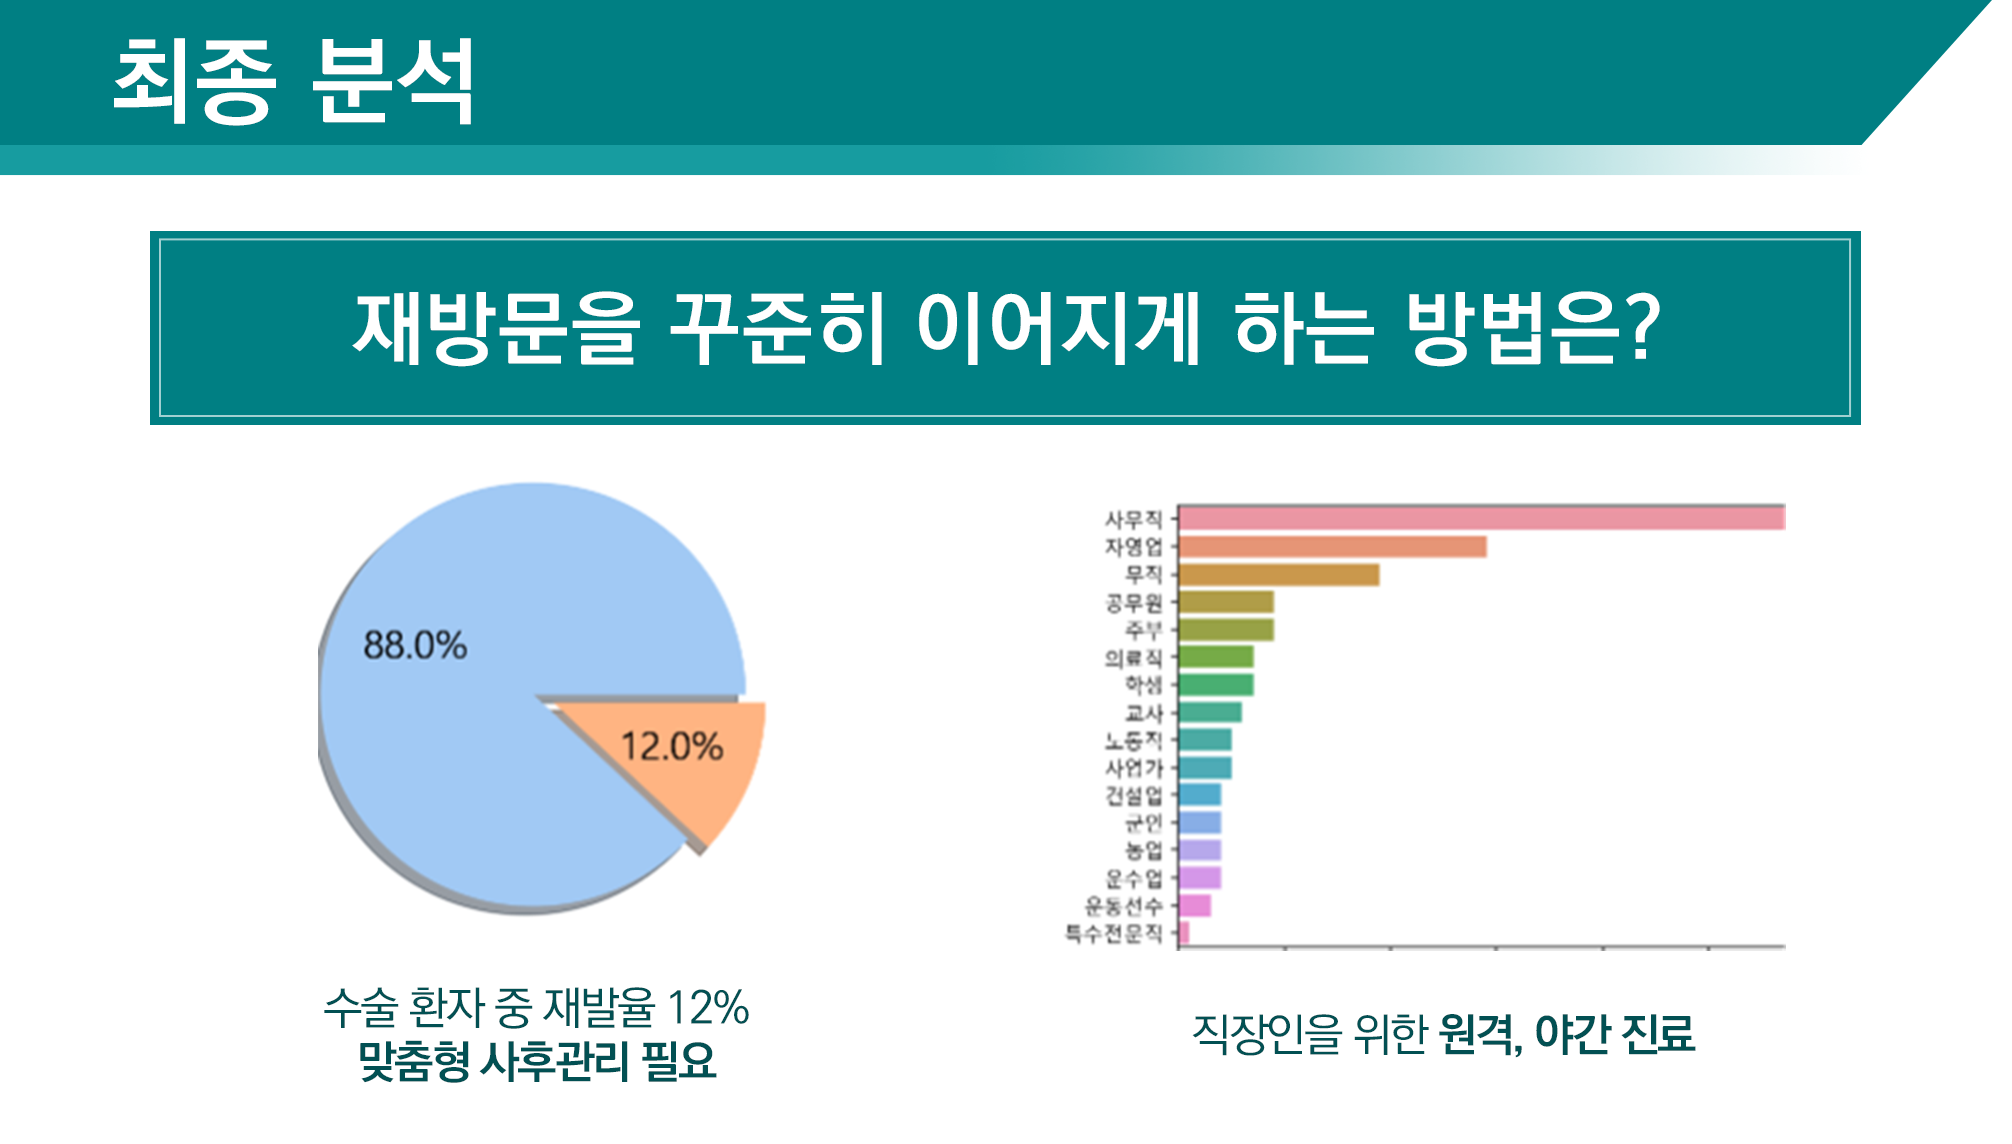 최종 분석
재방문을 꾸준히 이어지게 하는 방법은?
88.0%
12.0%
수술 환자 중 재발율 12%
맞춤형 사후관리 필요
사무직
자영업
무직
공무원
주부
의료직
학생
교사
노동직
사업가
건설업
군인
농업
운수업
운동선수
특수전문직
직장인을 위한 원격, 야간 진료